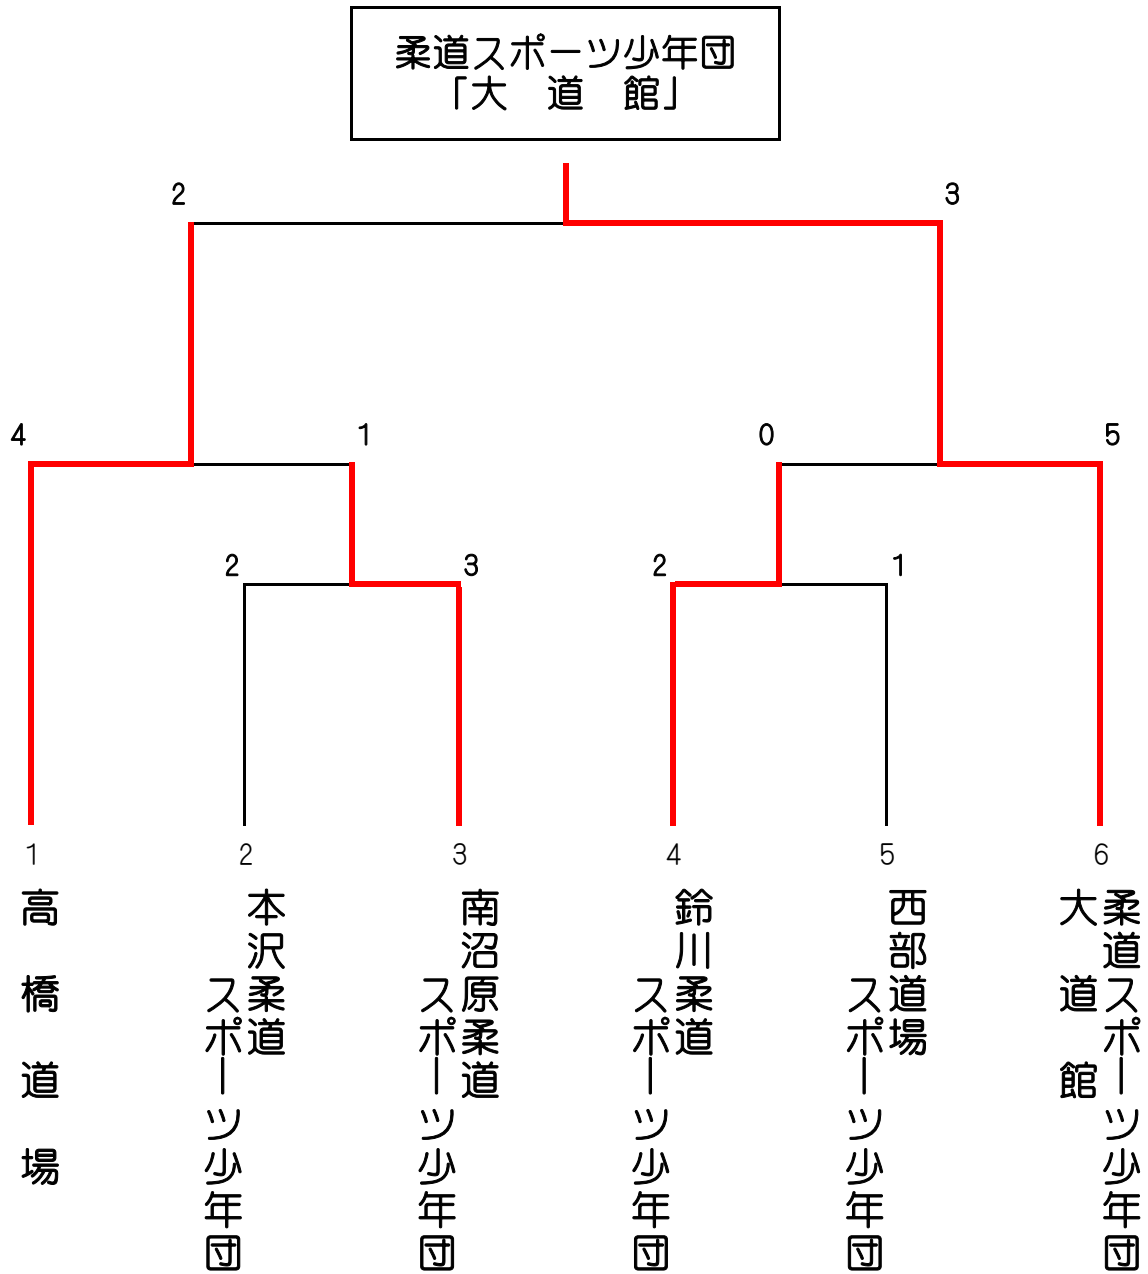 柔道スポーツ少年団
「大　道　館」
2
3
4
1
0
5
2
3
2
1
1
2
3
4
5
6
高橋道場
本沢柔道
スポーツ少年団
南沼原柔道
スポーツ少年団
鈴川柔道
スポーツ少年団
西部道場
スポーツ少年団
柔道スポーツ少年団
大道館